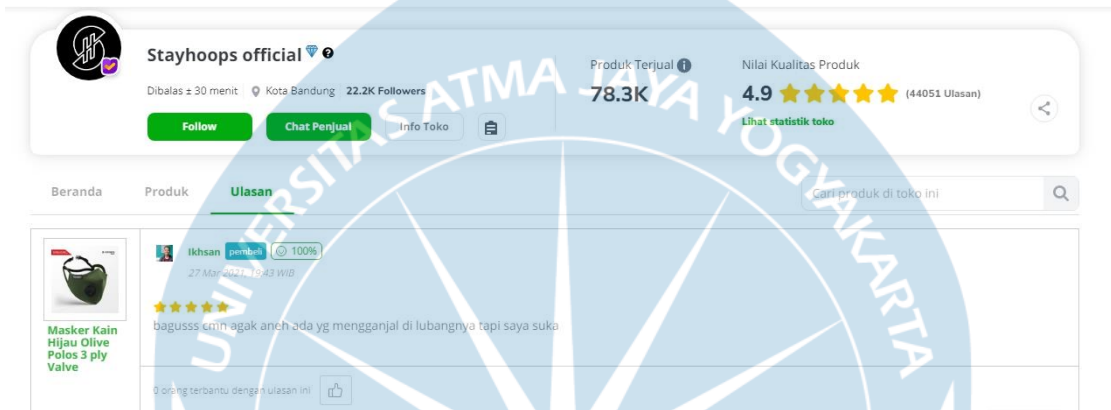 Stayhoops official
Dibalas ± 30 menit Kota Bandung 22.2K Followers
Follow Chat Penjual Info Toko
Produk Terjual
78.3K
Nilai Kualitas Produk
4.9 (44051 Ulasan)
Lihat statistik toko
Beranda Produk Ulasan
Cari produk di toko ini
Masker Kain
Hijau Olive
Polos 3 ply
Valve
Ikhsan pembeli 100%
27 Mar 2021, 19:43 WIB
bagusss cmn agak aneh ada yg mengganjal di lubangnya tapi saya suka
0 orang terbantu dengan ulasan ini
UNIVERSITAS ATMA JAYA YOGYAKARTA